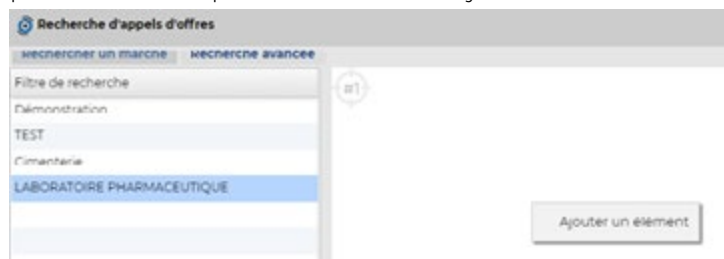 Recherche d'appels d'offres
Rechercher un marché Recherche avancée
Filtre de recherche
#1
Démonstration
TEST
Cimenterie
LABORATOIRE PHARMACEUTIQUE
Ajouter un élément